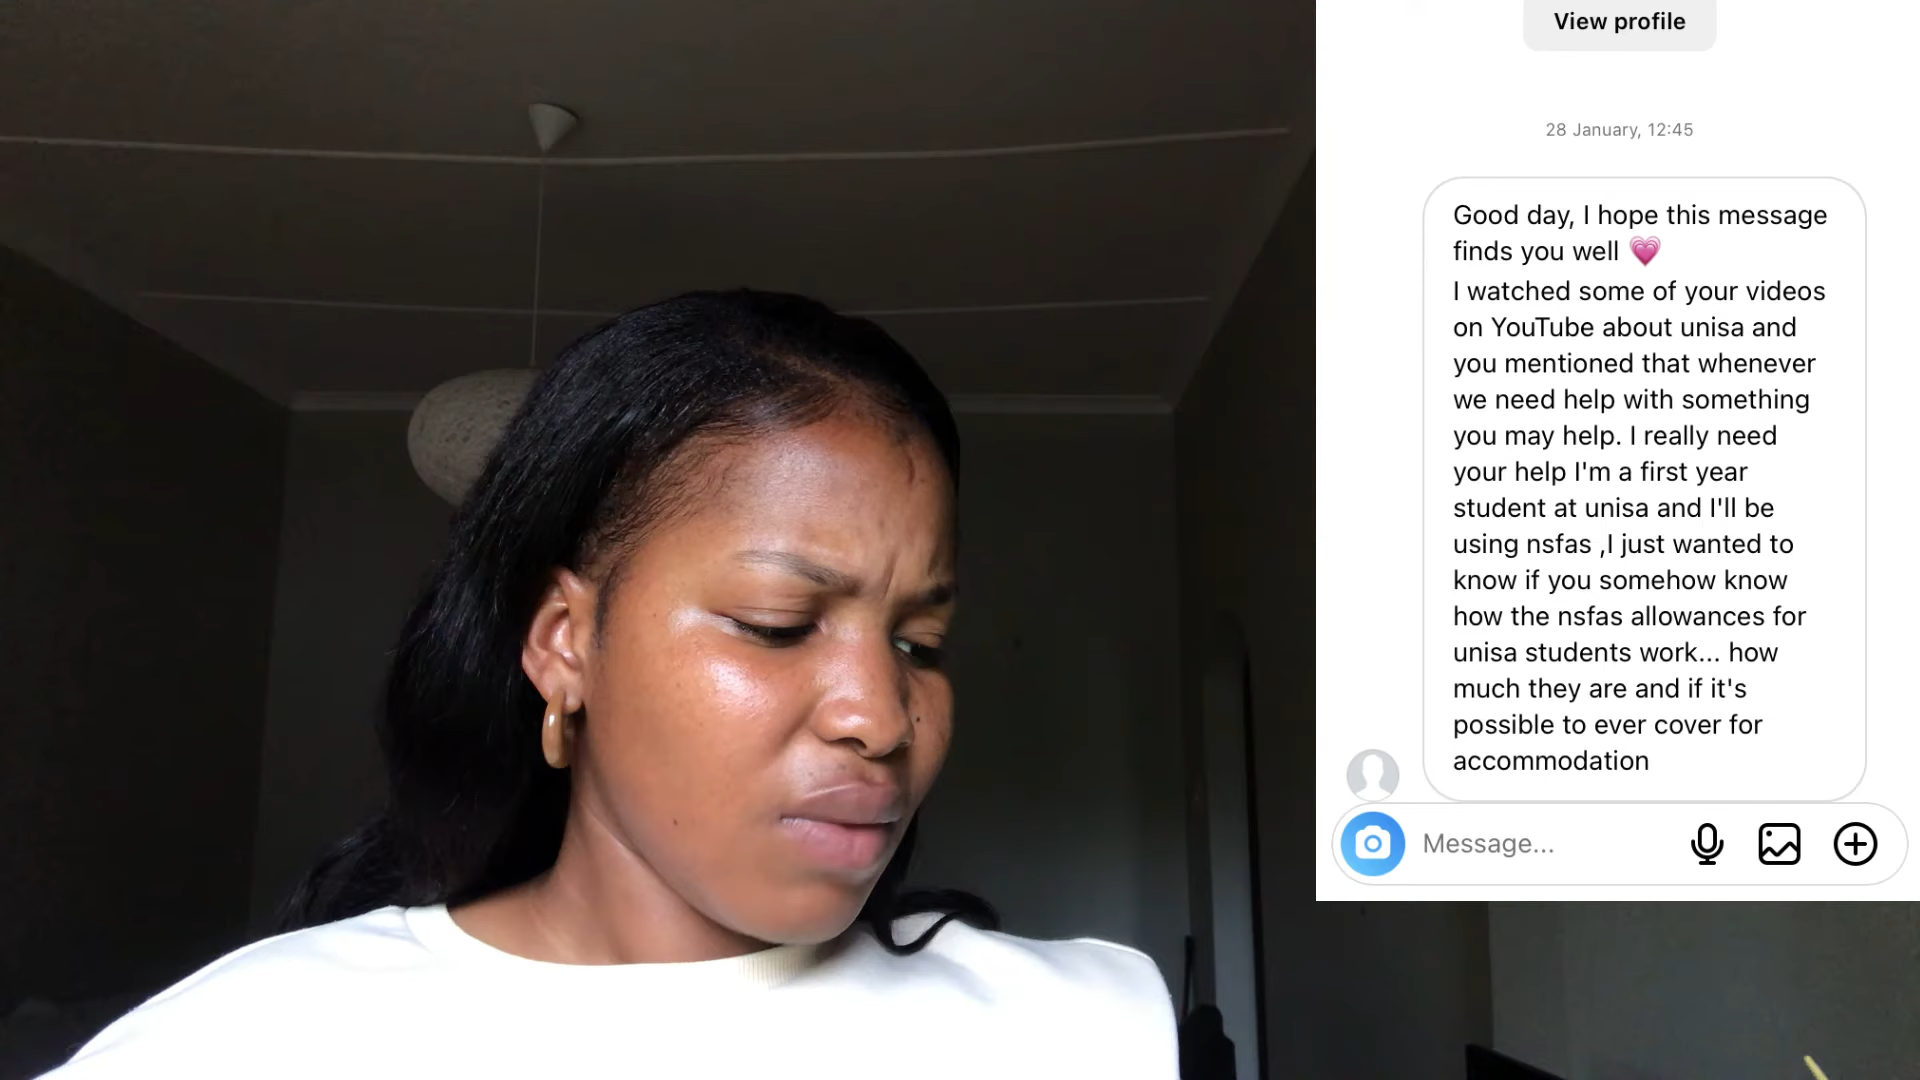 View profile
28 January, 12:45
Good day, I hope this message
finds you well 💗
I watched some of your videos
on YouTube about unisa and
you mentioned that whenever
we need help with something
you may help. I really need
your help I'm a first year
student at unisa and I'll be
using nsfas ,I just wanted to
know if you somehow know
how the nsfas allowances for
unisa students work... how
much they are and if it's
possible to ever cover for
accommodation
Message...